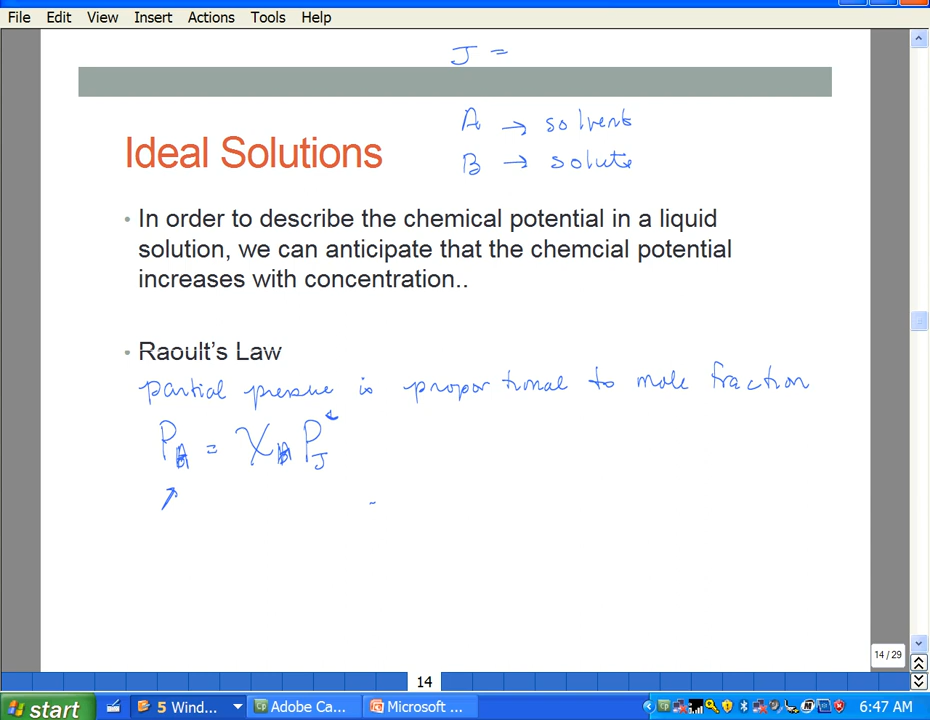 File Edit View Insert Actions Tools Help
J =
A → solvent
Ideal Solutions
B → solute
• In order to describe the chemical potential in a liquid
solution, we can anticipate that the chemcial potential
increases with concentration..
• Raoult's Law
partial pressure is proportional to mole fraction
P = χ P J
14 / 29
14
start 5 Wind... Adobe Ca... Microsoft ... 6:47 AM